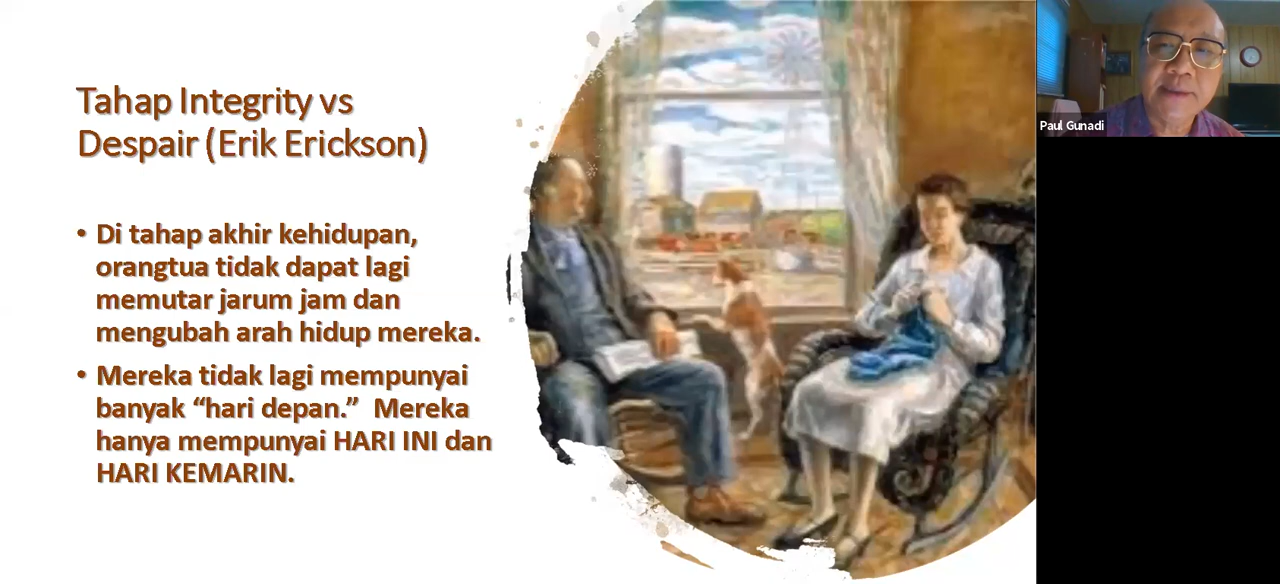 Tahap Integrity vs
Despair (Erik Erickson)
• Di tahap akhir kehidupan,
orangtua tidak dapat lagi
memutar jarum jam dan
mengubah arah hidup mereka.
• Mereka tidak lagi mempunyai
banyak “hari depan.” Mereka
hanya mempunyai HARI INI dan
HARI KEMARIN.
Paul Gunadi